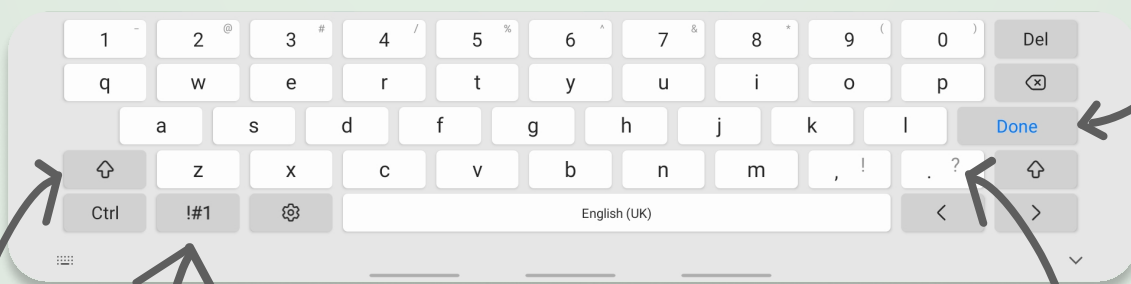 1 - 2 @ 3 # 4 / 5 % 6 ^ 7 & 8 * 9 ( 0 ) Del
q w e r t y u i o p
a s d f g h j k l Done
z x c v b n m , ! . ?
Ctrl !#1 English (UK) < >